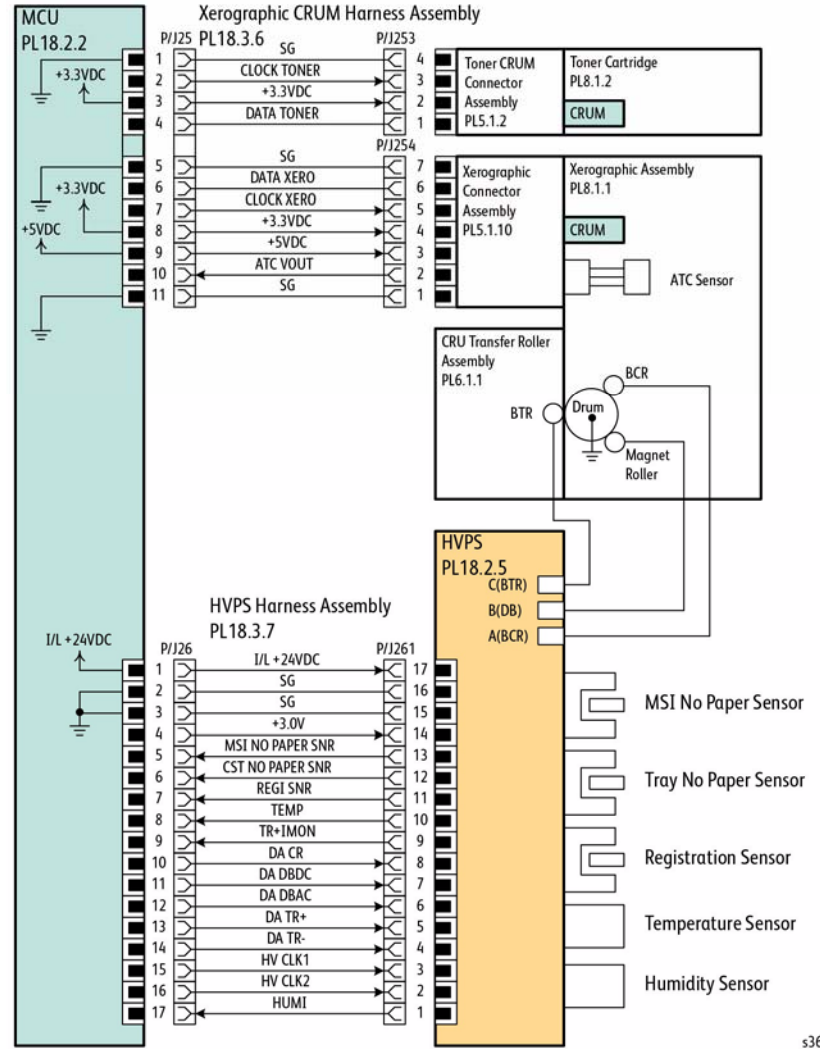 MCU
PL18.2.2
Xerographic CRUM Harness Assembly
PL18.3.6
P/J25
P/J253
1 SG 4
2 CLOCK TONER 3
3 +3.3VDC 2
4 DATA TONER 1
+3.3VDC
Toner CRUM
Connector
Assembly
PL5.1.2
Toner Cartridge
PL8.1.2
CRUM
P/J254
5 SG 7
6 DATA XERO 6
7 CLOCK XERO 5
8 +3.3VDC 4
9 +5VDC 3
10 ATC VOUT 2
11 SG 1
+3.3VDC
+5VDC
Xerographic
Connector
Assembly
PL5.1.10
Xerographic Assembly
PL8.1.1
CRUM
ATC Sensor
CRU Transfer Roller
Assembly
PL6.1.1
BCR
BTR
Drum
Magnet
Roller
HVPS
PL18.2.5
C(BTR)
B(DB)
A(BCR)
HVPS Harness Assembly
PL18.3.7
I/L +24VDC
P/J26
P/J261
1 I/L +24VDC 17
2 SG 16
3 SG 15
4 +3.0V 14
5 MSI NO PAPER SNR 13
6 CST NO PAPER SNR 12
7 REGI SNR 11
8 TEMP 10
9 TR+IMON 9
10 DA CR 8
11 DA DBDC 7
12 DA DBAC 6
13 DA TR+ 5
14 DA TR- 4
15 HV CLK1 3
16 HV CLK2 2
17 HUMI 1
MSI No Paper Sensor
Tray No Paper Sensor
Registration Sensor
Temperature Sensor
Humidity Sensor